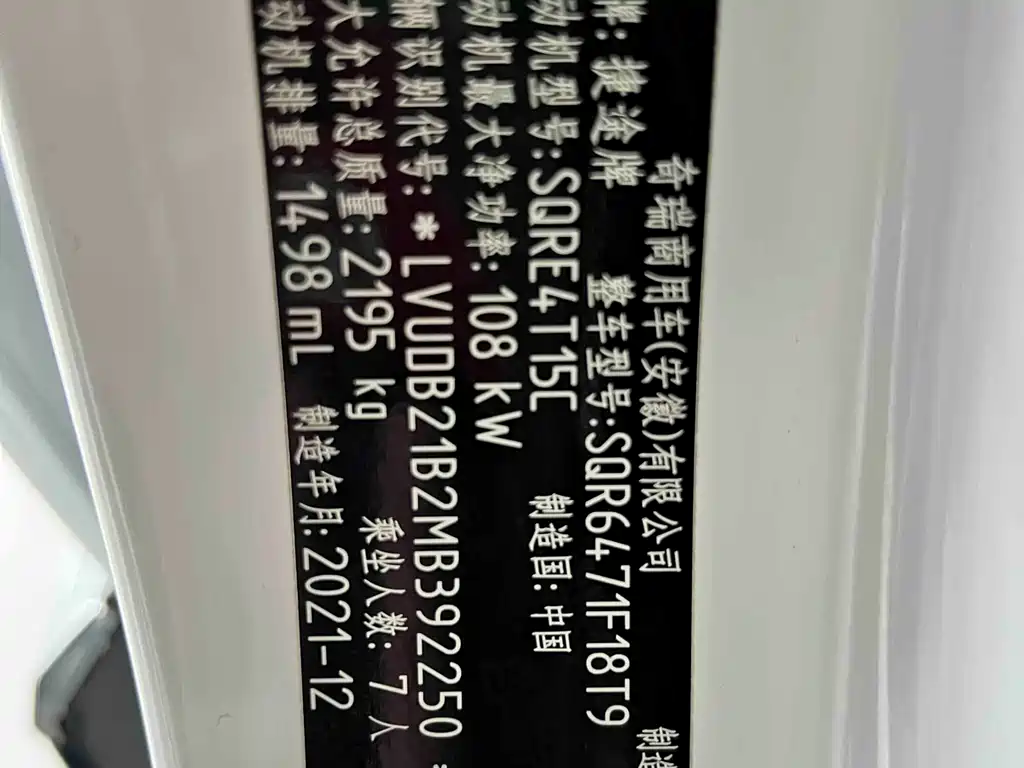 奇瑞商用车(安徽)有限公司 制造
牌: 捷途牌 整车型号:SQR6471F18T9
动机型号:SQRE4T15C 制造国: 中国
动机最大净功率:108 kW
辆识别代号: *LVUDB21B2MB392250
大允许总质量:2195 kg 乘坐人数: 7 人
动机排量: 1498 mL 制造年月:2021-12